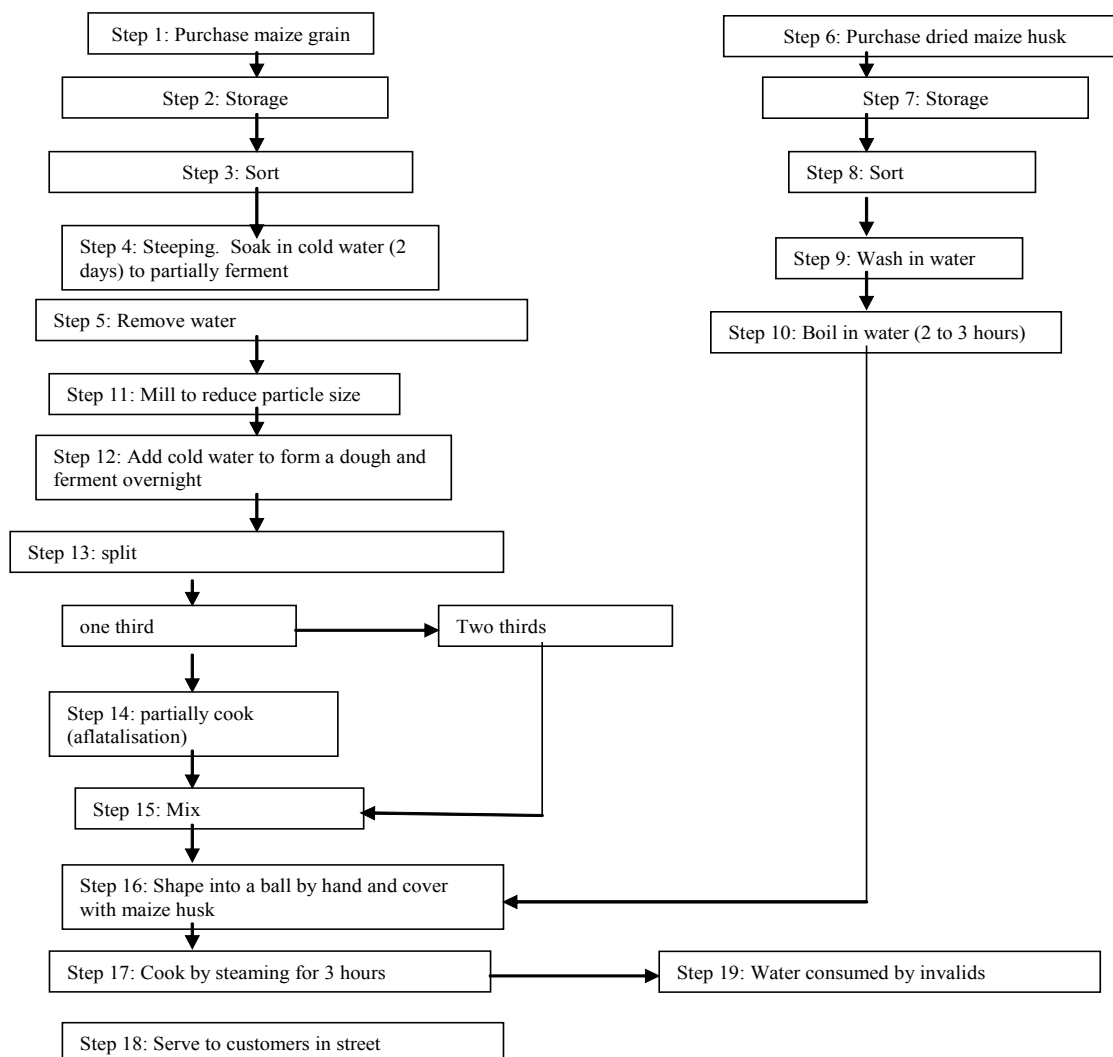 Step 1: Purchase maize grain
Step 6: Purchase dried maize husk
Step 2: Storage
Step 7: Storage
Step 3: Sort
Step 8: Sort
Step 4: Steeping.  Soak in cold water (2
days) to partially ferment
Step 9: Wash in water
Step 5: Remove water
Step 10: Boil in water (2 to 3 hours)
Step 11: Mill to reduce particle size
Step 12: Add cold water to form a dough and
ferment overnight
Step 13: split
one third
Two thirds
Step 14: partially cook
(aflatalisation)
Step 15: Mix
Step 16: Shape into a ball by hand and cover
with maize husk
Step 17: Cook by steaming for 3 hours
Step 19: Water consumed by invalids
Step 18: Serve to customers in street